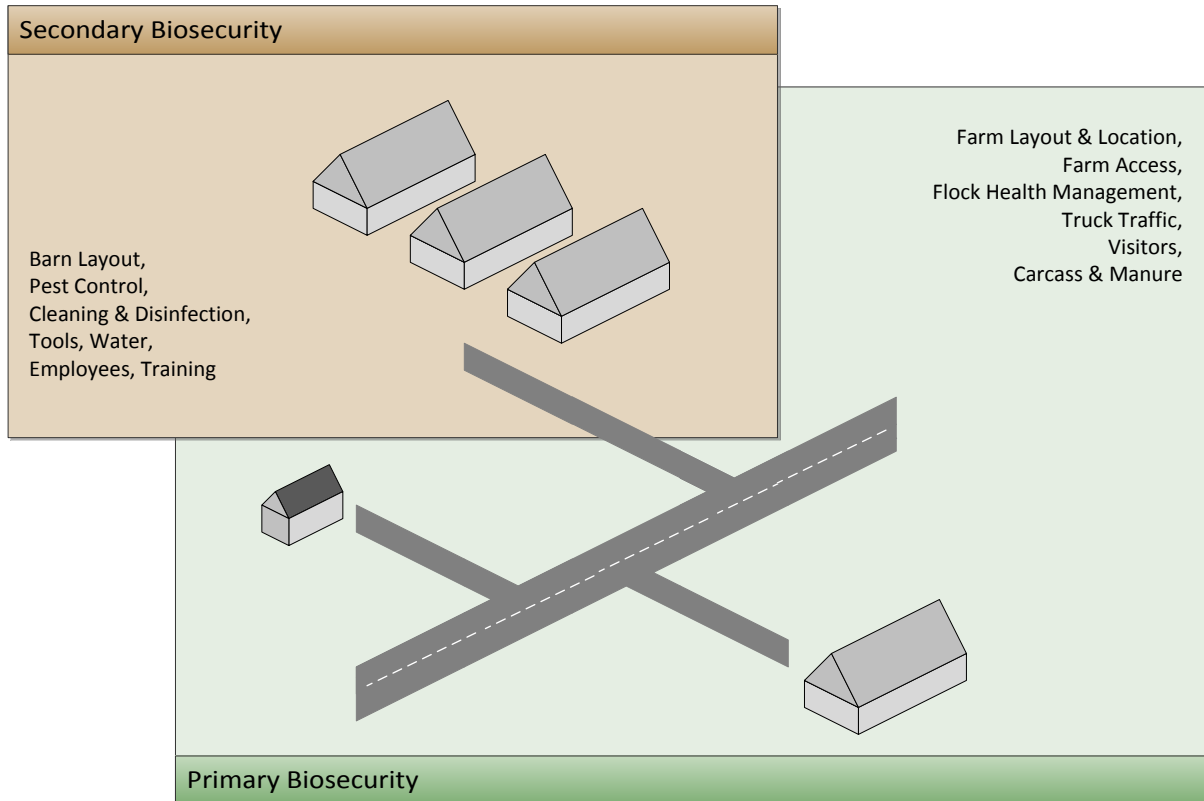 Secondary Biosecurity
Farm Layout & Location,
Farm Access,
Flock Health Management,
Truck Traffic,
Visitors,
Carcass & Manure
Barn Layout,
Pest Control,
Cleaning & Disinfection,
Tools, Water,
Employees, Training
Primary Biosecurity